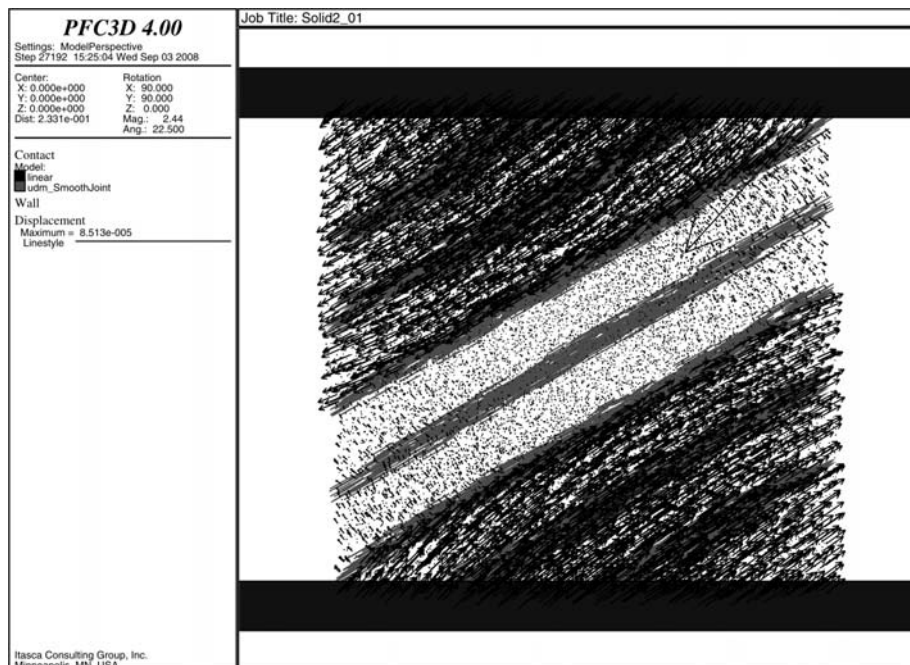 PFC3D 4.00
Job Title: Solid2_01
Settings: ModelPerspective
Step 27192 15:25:04 Wed Sep 03 2008
Center: Rotation
X: 0.000e+000 X: 90.000
Y: 0.000e+000 Y: 90.000
Z: 0.000e+000 Z: 0.000
Dist: 2.331e-001 Mag.: 2.44
Ang.: 22.500
Contact
Model:
linear
udm_SmoothJoint
Wall
Displacement
Maximum = 8.513e-005
Linestyle
Itasca Consulting Group, Inc.
Minneapolis, MN USA